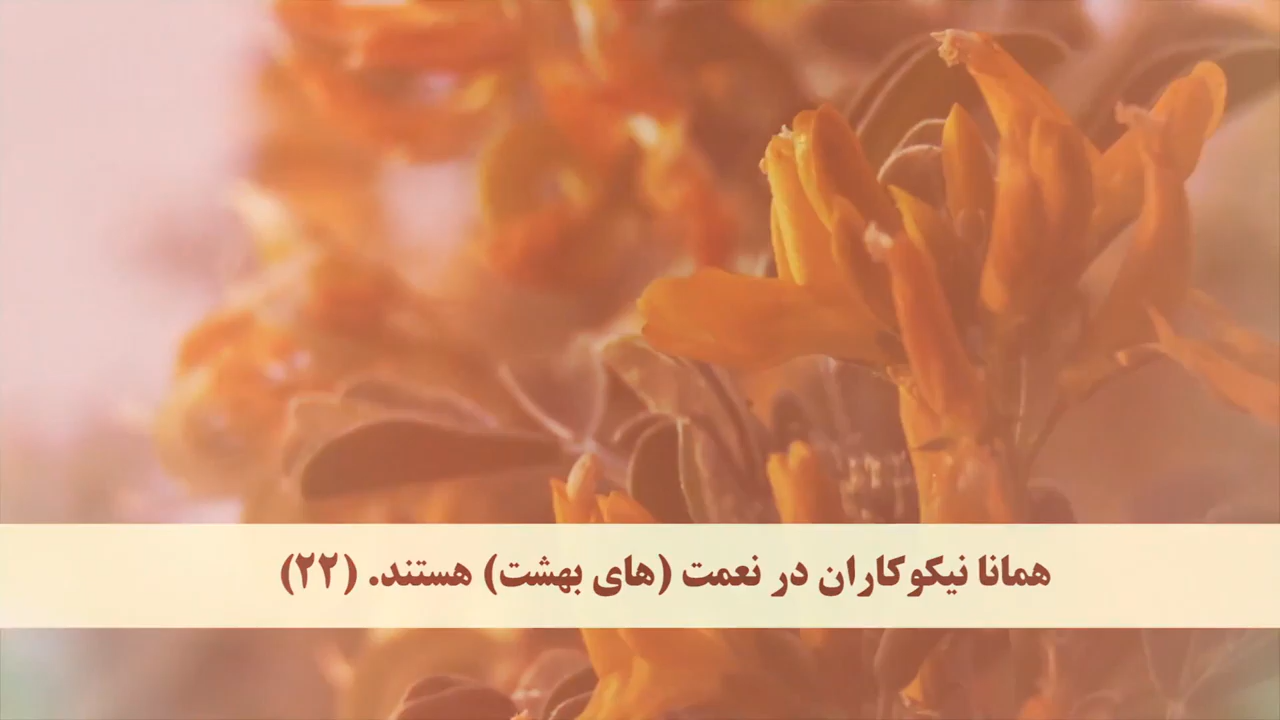 همانا نیکوکاران در نعمت (های بهشت) هستند. (۲۲)